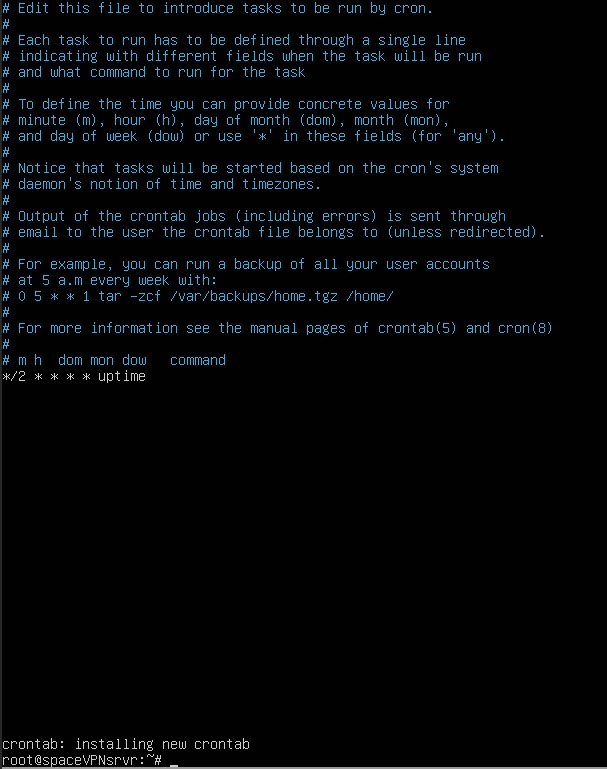 # Edit this file to introduce tasks to be run by cron.
#
# Each task to run has to be defined through a single line
# indicating with different fields when the task will be run
# and what command to run for the task
#
# To define the time you can provide concrete values for
# minute (m), hour (h), day of month (dom), month (mon),
# and day of week (dow) or use '*' in these fields (for 'any').
#
# Notice that tasks will be started based on the cron's system
# daemon's notion of time and timezones.
#
# Output of the crontab jobs (including errors) is sent through
# email to the user the crontab file belongs to (unless redirected).
#
# For example, you can run a backup of all your user accounts
# at 5 a.m every week with:
# 0 5 * * 1 tar -zcf /var/backups/home.tgz /home/
#
# For more information see the manual pages of crontab(5) and cron(8)
#
# m h  dom mon dow   command
*/2 * * * * uptime
crontab: installing new crontab
root@spaceVPNsrvr:~# _